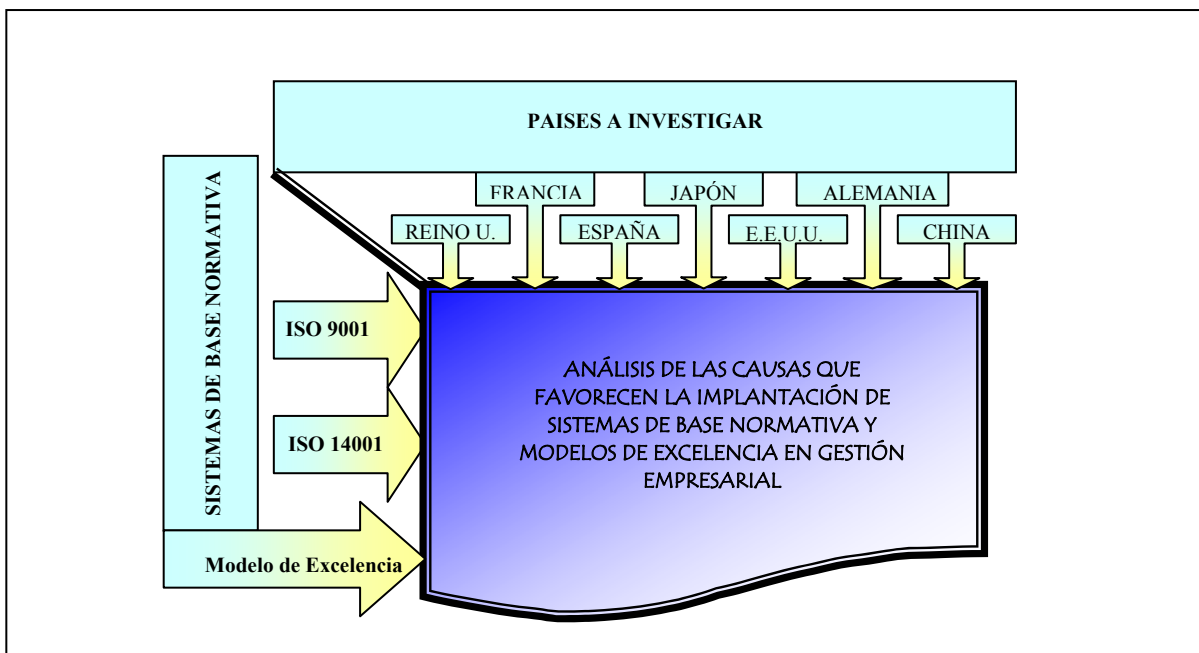 PAISES A INVESTIGAR
FRANCIA
JAPÓN
ALEMANIA
REINO U.
ESPAÑA
E.E.U.U.
CHINA
SISTEMAS DE BASE NORMATIVA
ISO 9001
ISO 14001
Modelo de Excelencia
ANÁLISIS DE LAS CAUSAS QUE
FAVORECEN LA IMPLANTACIÓN DE
SISTEMAS DE BASE NORMATIVA Y
MODELOS DE EXCELENCIA EN GESTIÓN
EMPRESARIAL